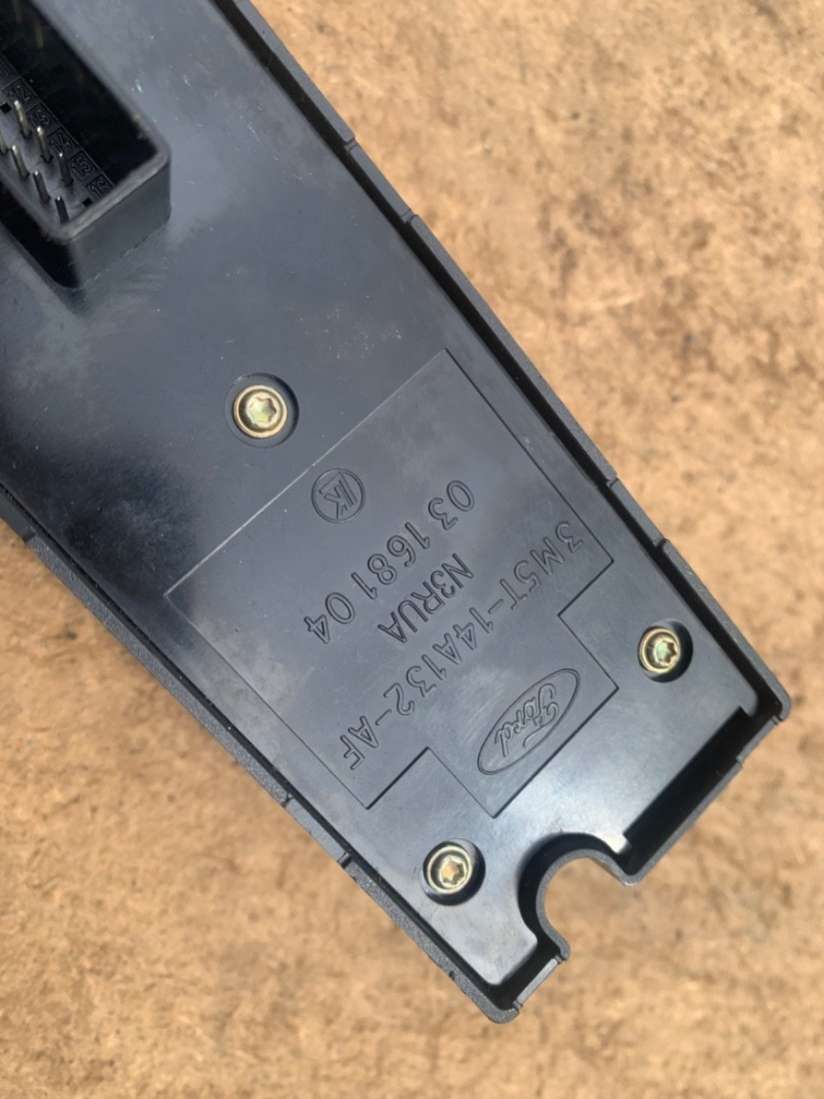 Ford
3M5T-14A132-AF
N3RUA
03 1681 04
K